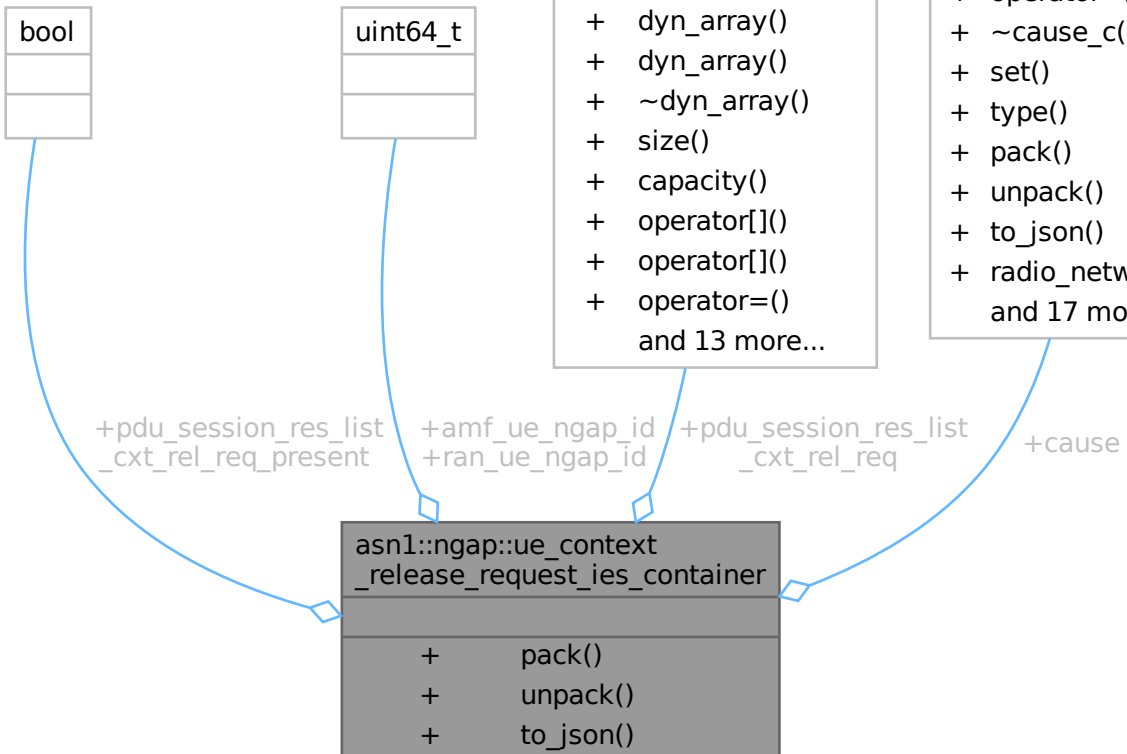 bool
uint64_t
+ dyn_array()
+ dyn_array()
+ ~dyn_array()
+ size()
+ capacity()
+ operator[]()
+ operator[]()
+ operator=()
and 13 more...
+ ~cause_c(
+ set()
+ type()
+ pack()
+ unpack()
+ to_json()
+ radio_netw
and 17 mo
+pdu_session_res_list
_cxt_rel_req_present
+amf_ue_ngap_id
+ran_ue_ngap_id
+pdu_session_res_list
_cxt_rel_req
+cause
asn1::ngap::ue_context
_release_request_ies_container
+ pack()
+ unpack()
+ to_json()